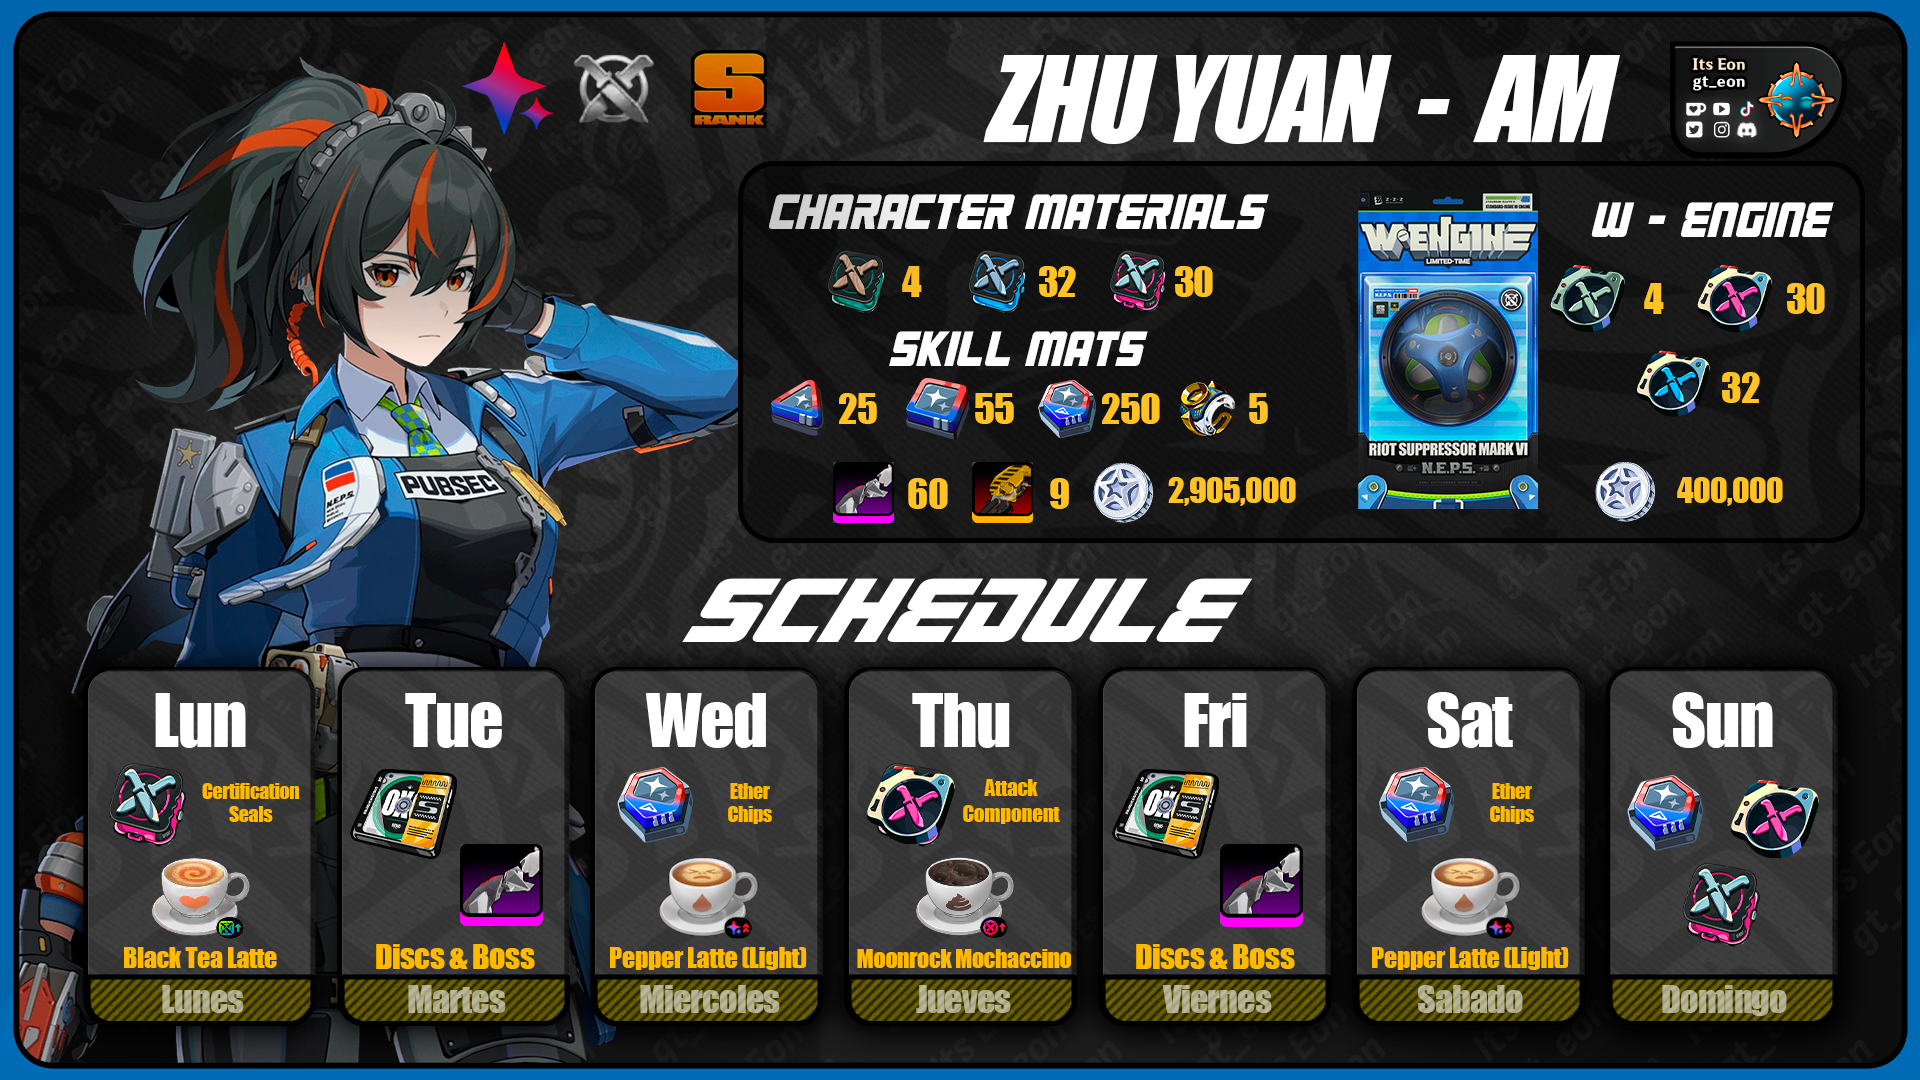 S
RANK
ZHU YUAN - AM
Its Eon
gt_eon
CHARACTER MATERIALS
4
32
30
SKILL MATS
25
55
250
5
60
9
2,905,000
W-ENGINE
LIMITED-TIME
RIOT SUPPRESSOR MARK VI
N.E.P.S.
W - ENGINE
4
30
32
400,000
N.E.P.S.
PUBSEC
SCHEDULE
Lun
Certification
Seals
Black Tea Latte
Lunes
Tue
Discs & Boss
Martes
Wed
Ether
Chips
Pepper Latte (Light)
Miercoles
Thu
Attack
Component
Moonrock Mochaccino
Jueves
Fri
Discs & Boss
Viernes
Sat
Ether
Chips
Pepper Latte (Light)
Sabado
Sun
Domingo